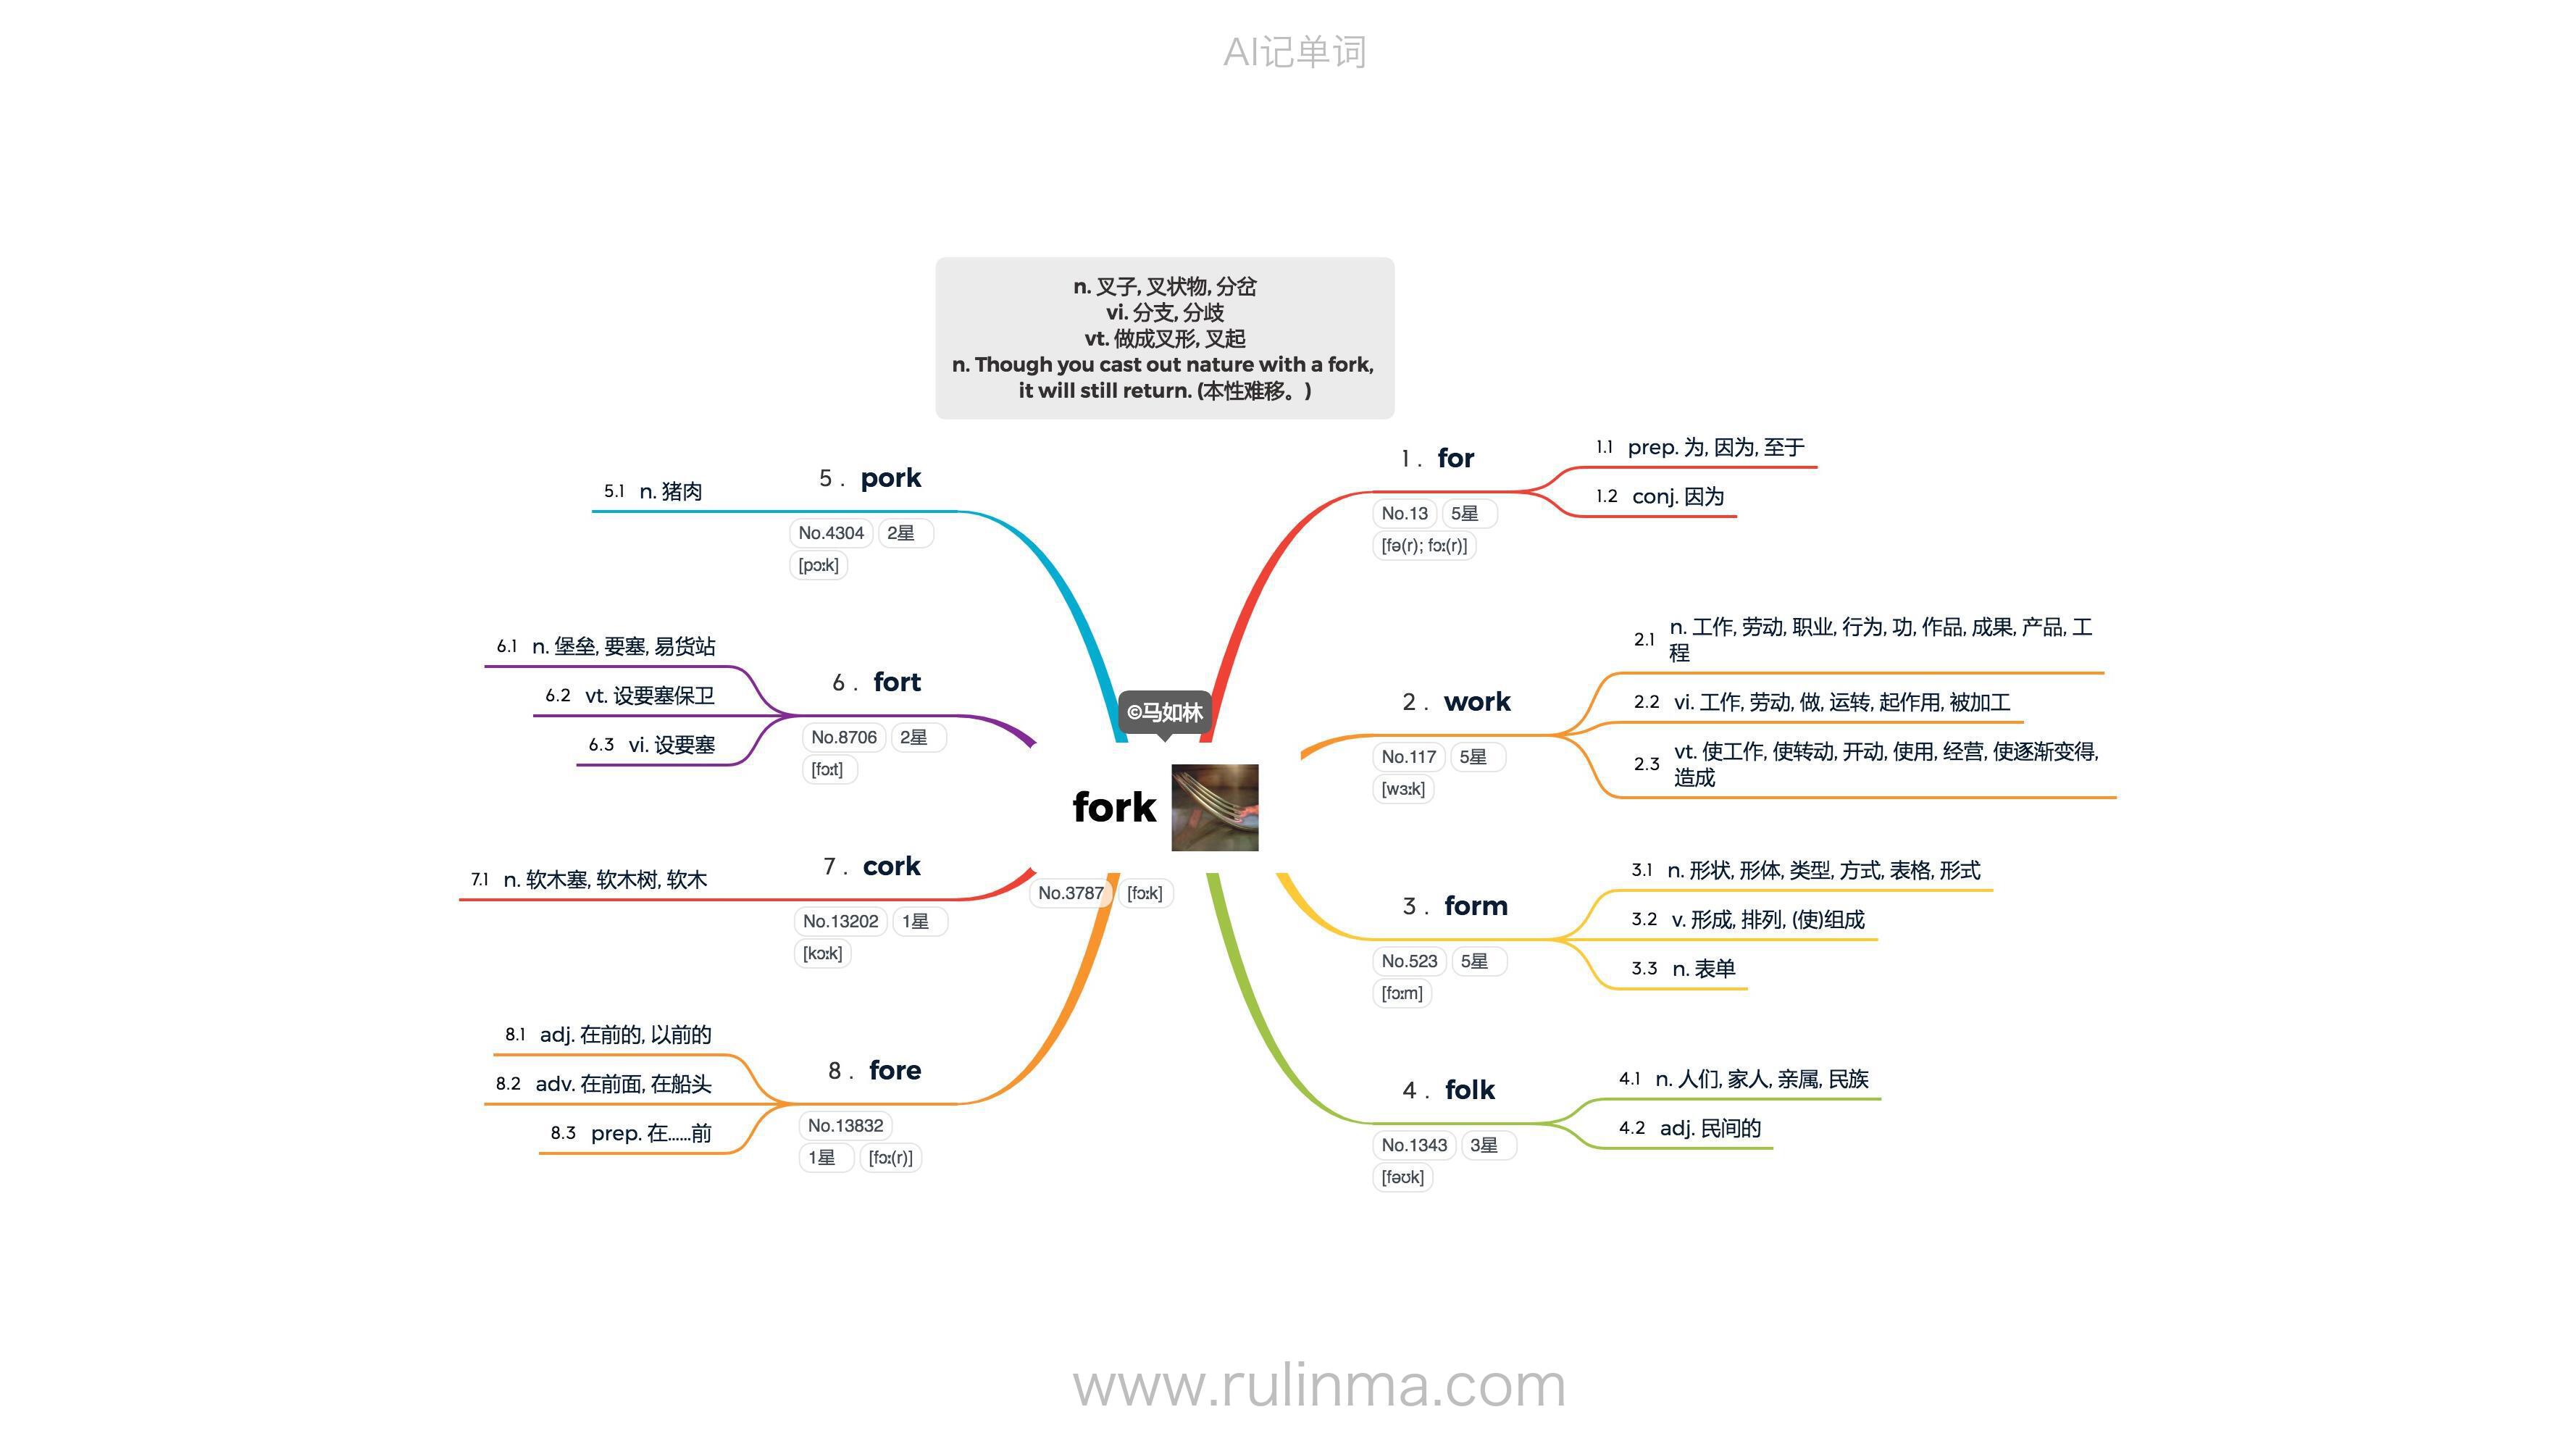 AI记单词
n. 叉子, 叉状物, 分岔
vi. 分支, 分歧
vt. 做成叉形, 叉起
n. Though you cast out nature with a fork,
it will still return. (本性难移。)
©马如林
fork
No.3787 [fɔːk]
1. for
No.13 5星
[fə(r); fɔː(r)]
1.1 prep. 为, 因为, 至于
1.2 conj. 因为
2. work
No.117 5星
[wɜːk]
2.1 n. 工作, 劳动, 职业, 行为, 功, 作品, 成果, 产品, 工
程
2.2 vi. 工作, 劳动, 做, 运转, 起作用, 被加工
2.3 vt. 使工作, 使转动, 开动, 使用, 经营, 使逐渐变得,
造成
3. form
No.523 5星
[fɔːm]
3.1 n. 形状, 形体, 类型, 方式, 表格, 形式
3.2 v. 形成, 排列, (使)组成
3.3 n. 表单
4. folk
No.1343 3星
[fəʊk]
4.1 n. 人们, 家人, 亲属, 民族
4.2 adj. 民间的
5. pork
No.4304 2星
[pɔːk]
5.1 n. 猪肉
6. fort
No.8706 2星
[fɔːt]
6.1 n. 堡垒, 要塞, 易货站
6.2 vt. 设要塞保卫
6.3 vi. 设要塞
7. cork
No.13202 1星
[kɔːk]
7.1 n. 软木塞, 软木树, 软木
8. fore
No.13832
1星 [fɔː(r)]
8.1 adj. 在前的, 以前的
8.2 adv. 在前面, 在船头
8.3 prep. 在……前
www.rulinma.com